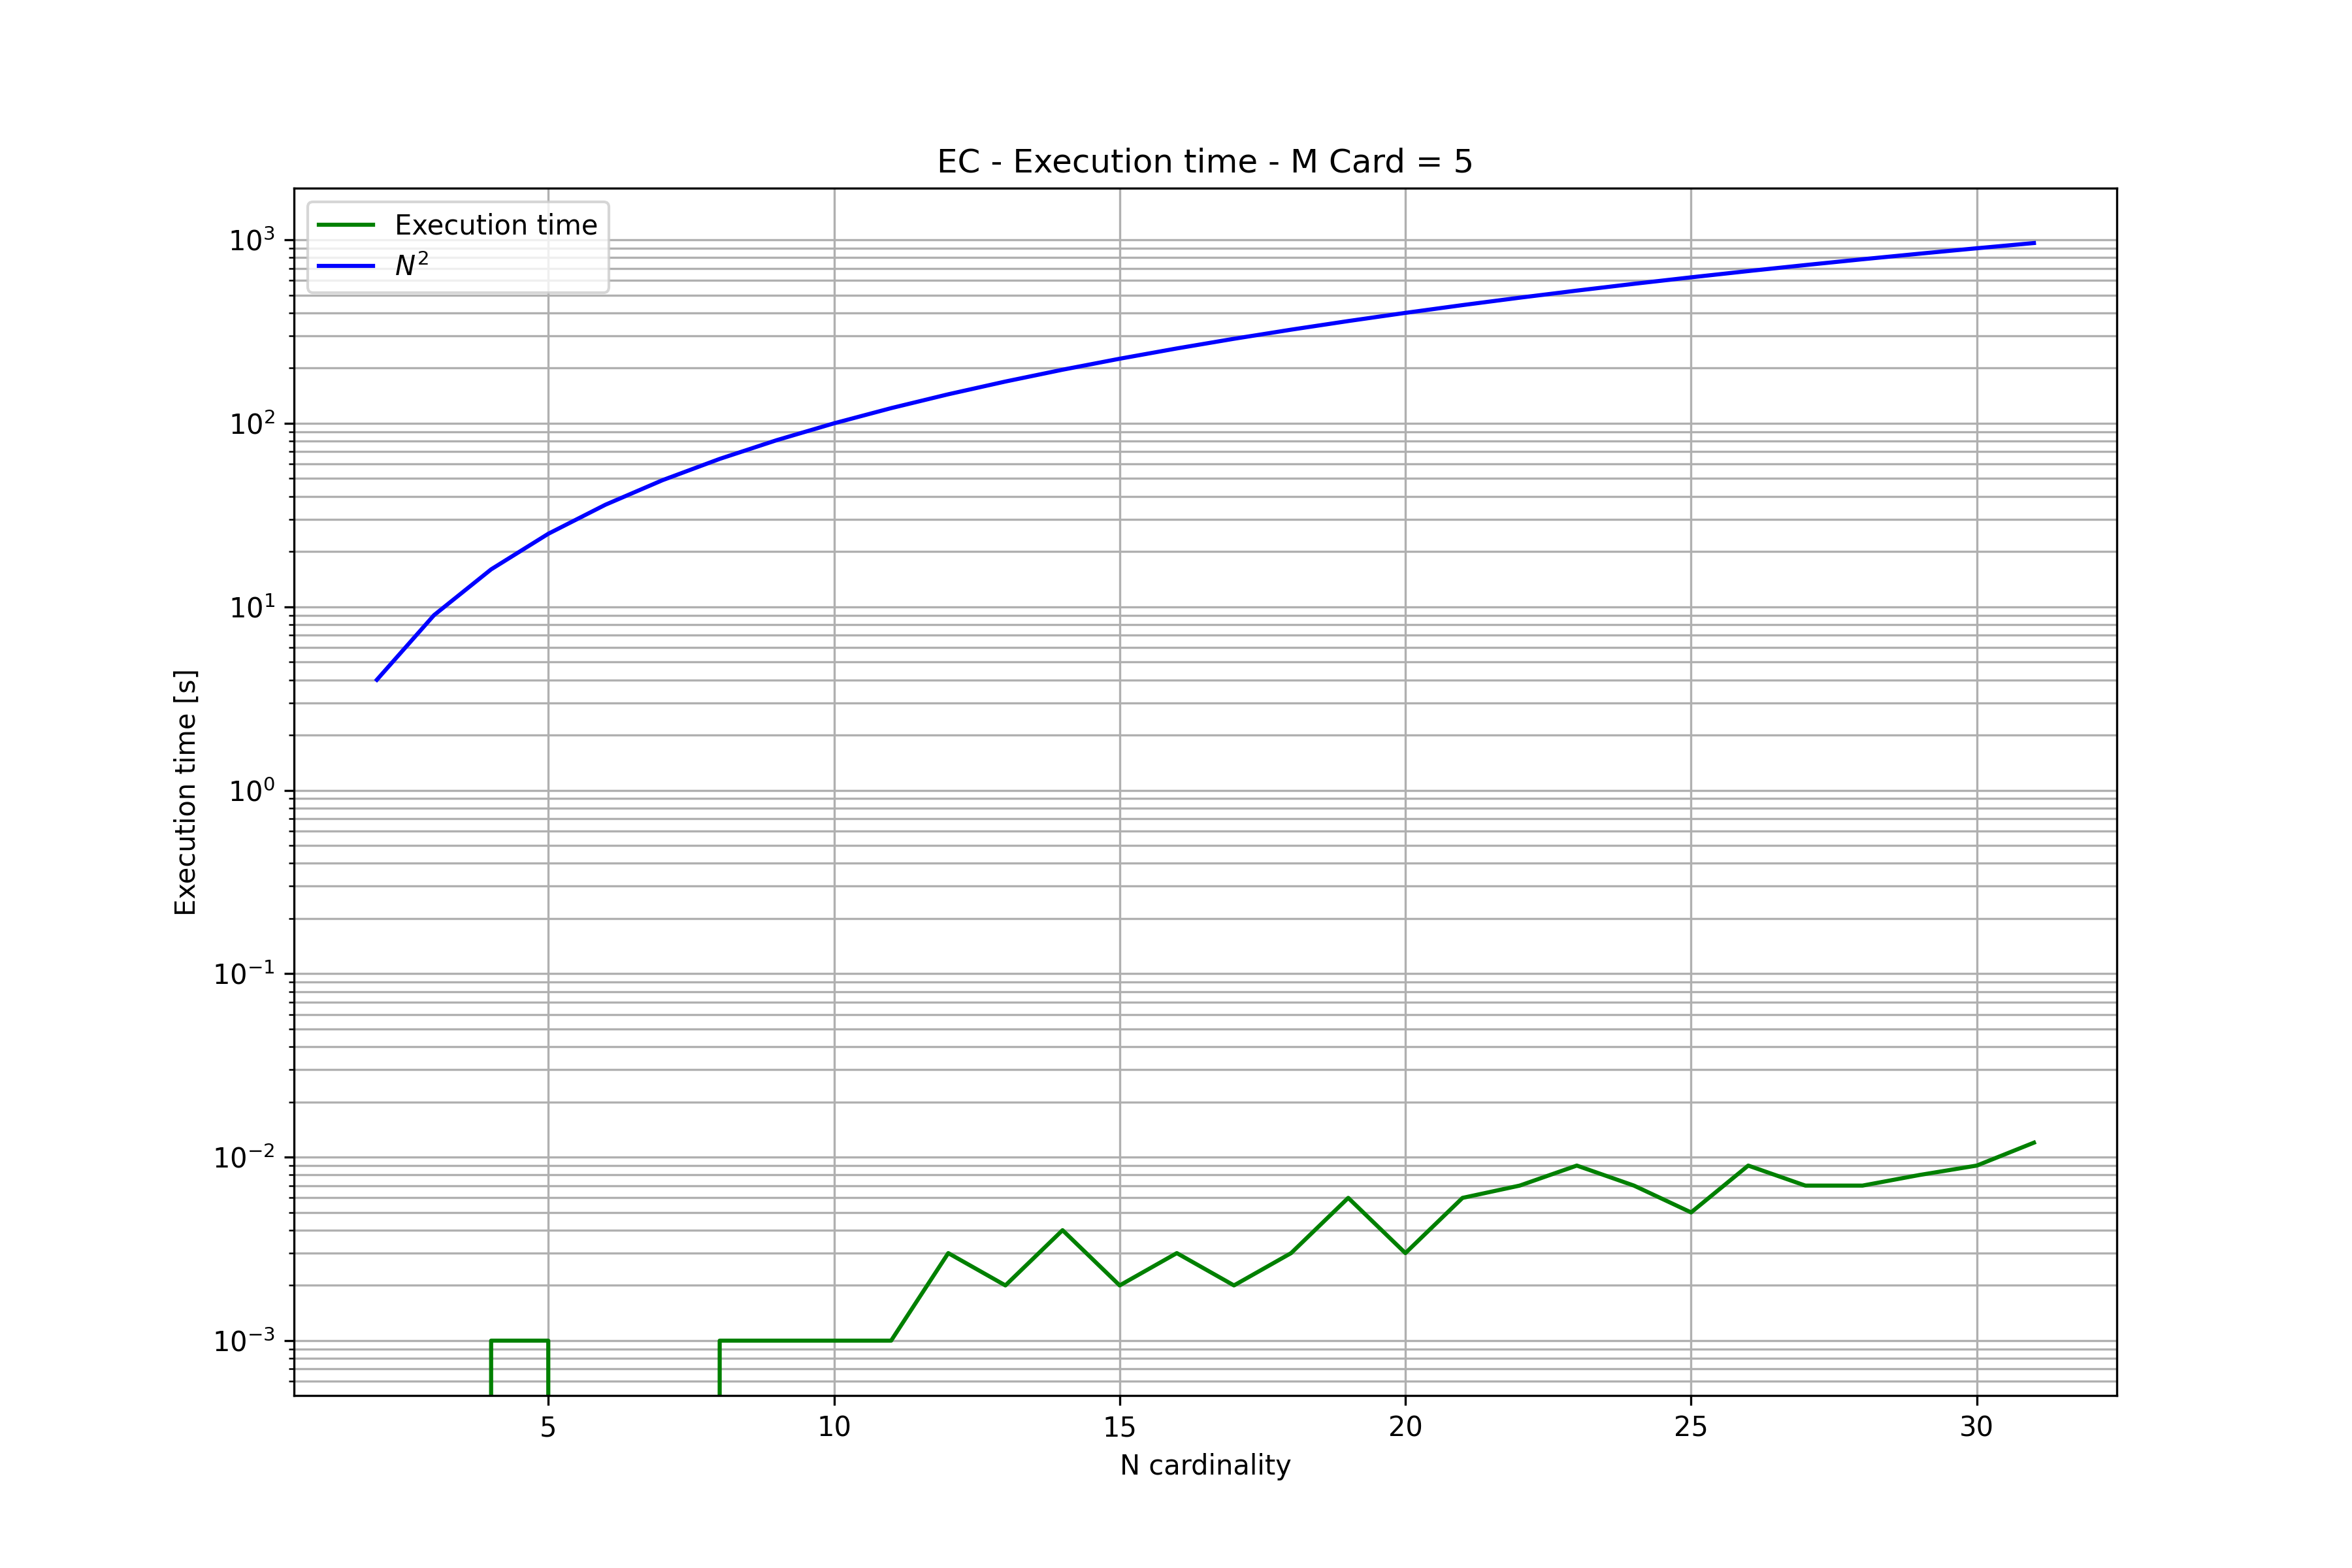 EC - Execution time - M Card = 5
Execution time
N²
10³
10²
10¹
10⁰
10⁻¹
10⁻²
10⁻³
Execution time [s]
5 10 15 20 25 30
N cardinality